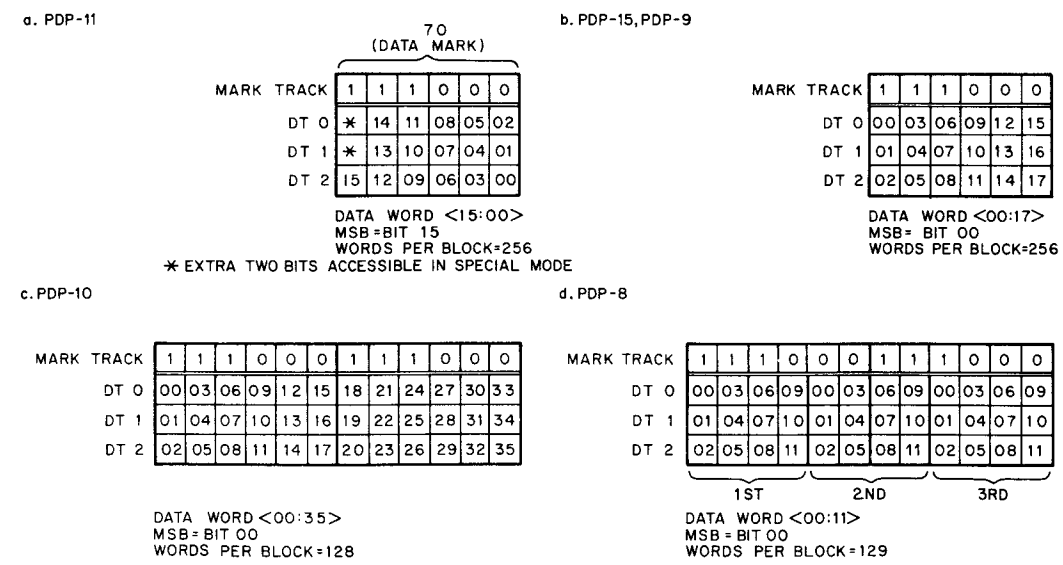 a. PDP-11
70
(DATA MARK)
MARK TRACK 1 1 1 0 0 0
DT 0 * 14 11 08 05 02
DT 1 * 13 10 07 04 01
DT 2 15 12 09 06 03 00
DATA WORD <15:00>
MSB=BIT 15
WORDS PER BLOCK=256
* EXTRA TWO BITS ACCESSIBLE IN SPECIAL MODE
b. PDP-15, PDP-9
MARK TRACK 1 1 1 0 0 0
DT 0 00 03 06 09 12 15
DT 1 01 04 07 10 13 16
DT 2 02 05 08 11 14 17
DATA WORD <00:17>
MSB= BIT 00
WORDS PER BLOCK=256
c. PDP-10
MARK TRACK 1 1 1 0 0 0 1 1 1 0 0 0
DT 0 00 03 06 09 12 15 18 21 24 27 30 33
DT 1 01 04 07 10 13 16 19 22 25 28 31 34
DT 2 02 05 08 11 14 17 20 23 26 29 32 35
DATA WORD <00:35>
MSB= BIT 00
WORDS PER BLOCK=128
d. PDP-8
MARK TRACK 1 1 1 0 0 0 1 1 1 0 0 0
DT 0 00 03 06 09 00 03 06 09 00 03 06 09
DT 1 01 04 07 10 01 04 07 10 01 04 07 10
DT 2 02 05 08 11 02 05 08 11 02 05 08 11
1ST 2ND 3RD
DATA WORD <00:11>
MSB= BIT 00
WORDS PER BLOCK=129